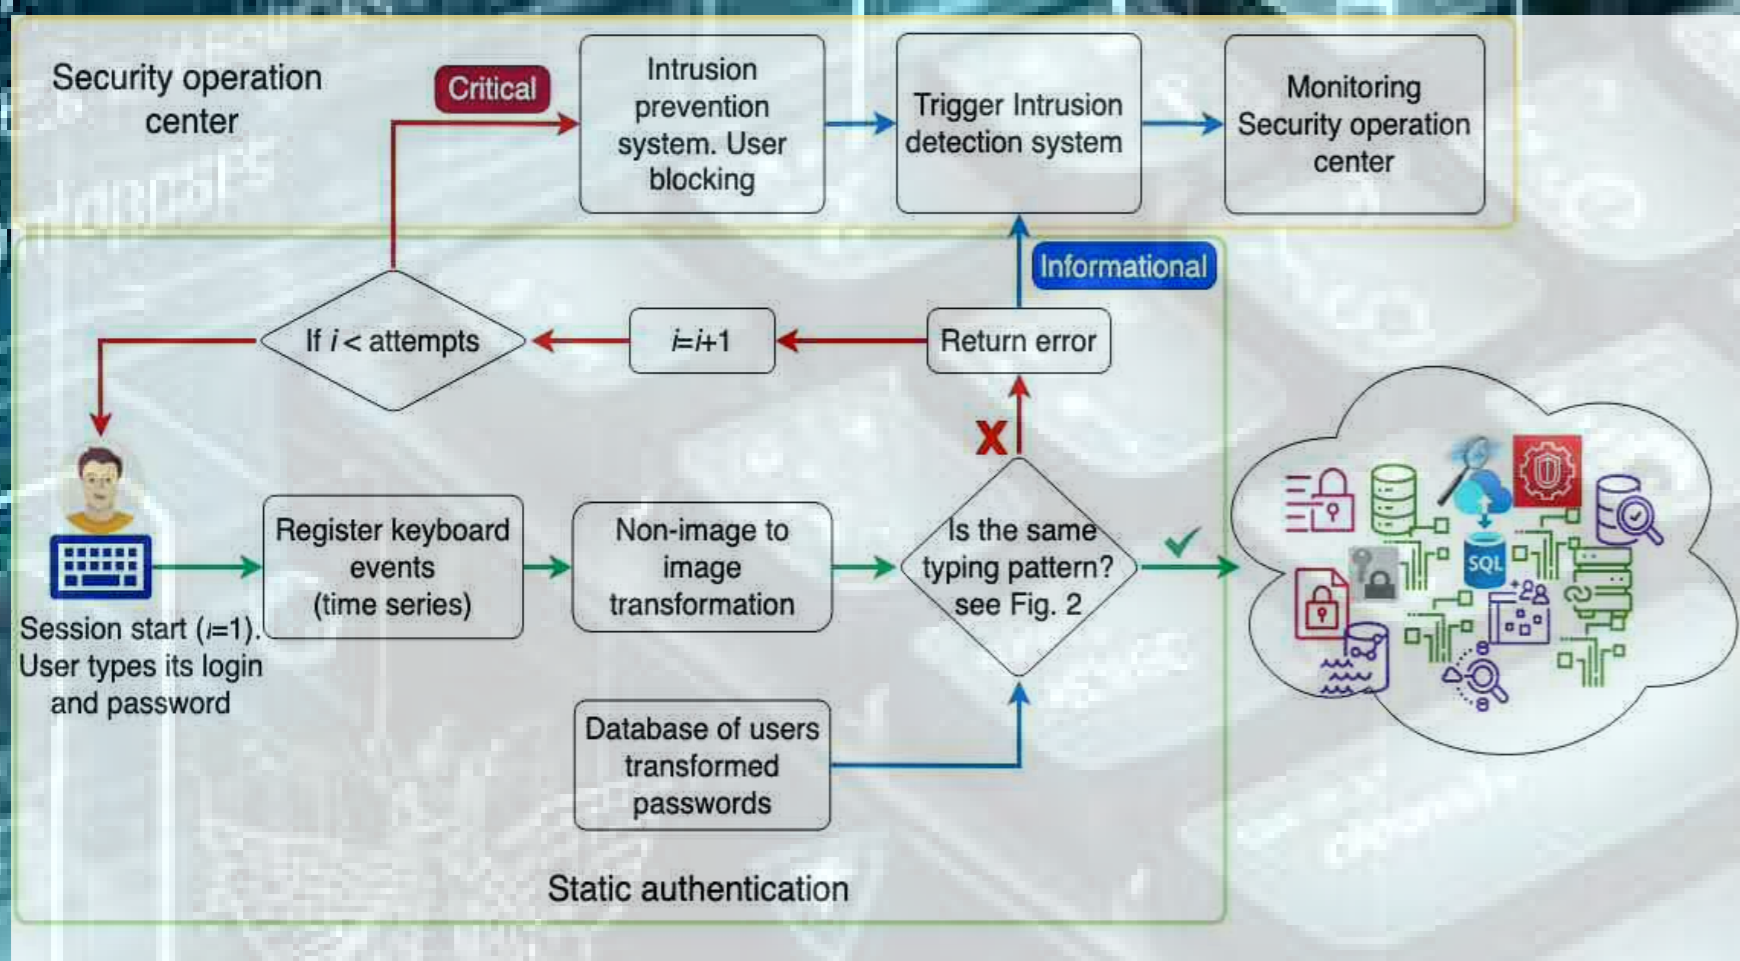 Security operation
center
Critical
Intrusion
prevention
system. User
blocking
Trigger Intrusion
detection system
Monitoring
Security operation
center
Informational
If i < attempts
i=i+1
Return error
X
Register keyboard
events
(time series)
Non-image to
image
transformation
Is the same
typing pattern?
see Fig. 2
SQL
Session start (i=1).
User types its login
and password
Database of users
transformed
passwords
Static authentication